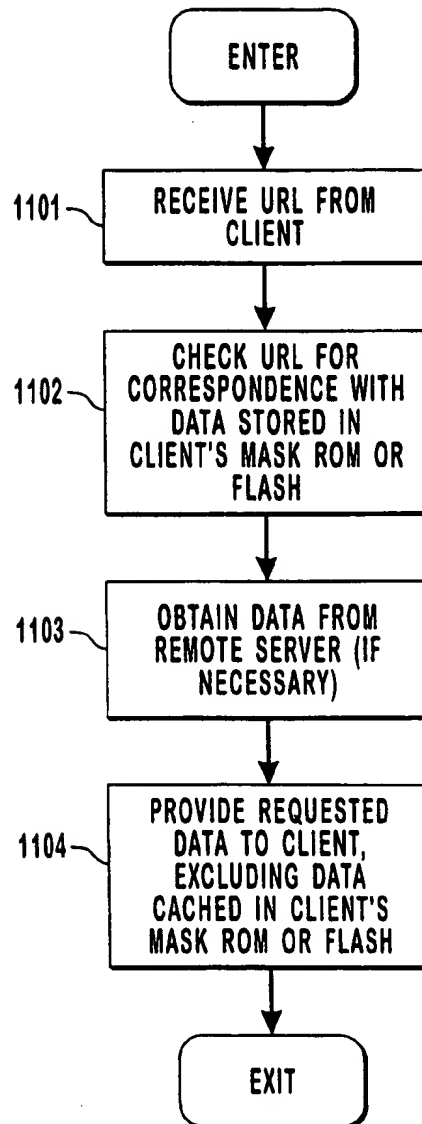 ENTER
1101
RECEIVE URL FROM
CLIENT
1102
CHECK URL FOR
CORRESPONDENCE WITH
DATA STORED IN
CLIENT'S MASK ROM OR
FLASH
1103
OBTAIN DATA FROM
REMOTE SERVER (IF
NECESSARY)
1104
PROVIDE REQUESTED
DATA TO CLIENT,
EXCLUDING DATA
CACHED IN CLIENT'S
MASK ROM OR FLASH
EXIT